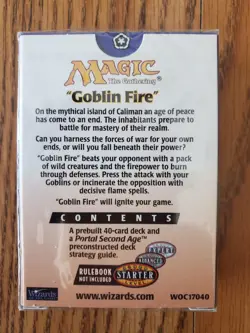 MAGIC
The Gathering®
"Goblin Fire"
On the mythical island of Caliman an age of peace
has come to an end. The inhabitants prepare to
battle for mastery of their realm.
Can you harness the forces of war for your own
ends, or will you fall beneath their power?
"Goblin Fire" beats your opponent with a pack
of wild creatures and the firepower to burn
through defenses. Press the attack with your
Goblins or incinerate the opposition with
decisive flame spells.
"Goblin Fire" will ignite your game.
CONTENTS
A prebuilt 40-card deck and
a Portal Second Age®
preconstructed deck
strategy guide.
EXPERT
ADVANCED
STARTER
LEVEL
RULEBOOK
NOT INCLUDED
Wizards
www.wizards.com
WOC17040